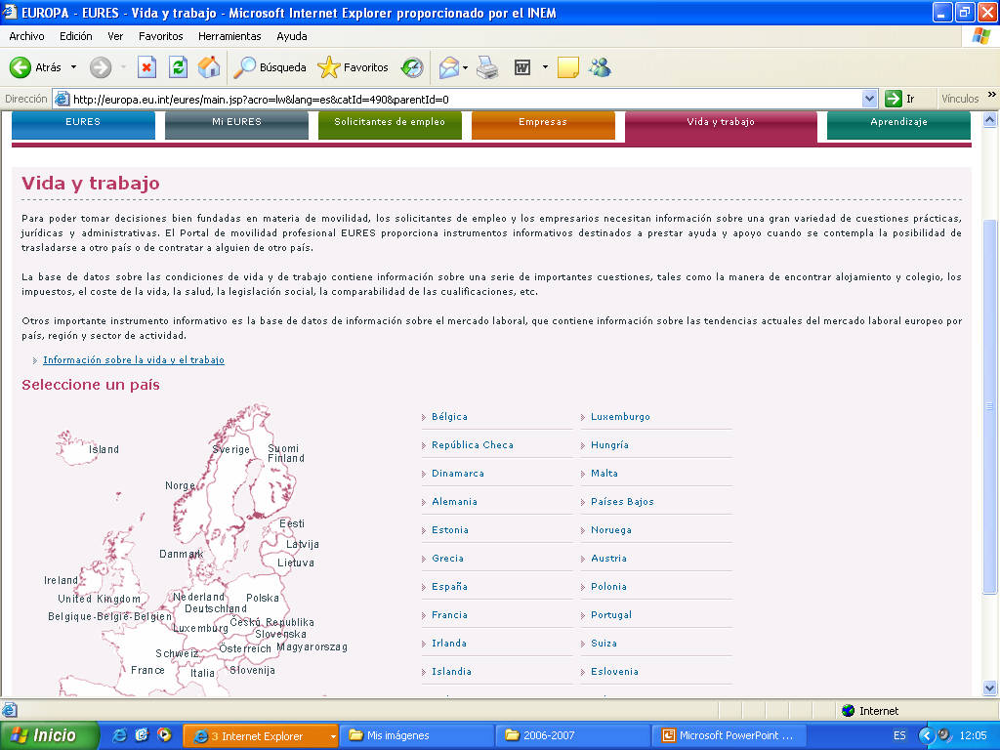 EUROPA - EURES - Vida y trabajo - Microsoft Internet Explorer proporcionado por el INEM
Archivo Edición Ver Favoritos Herramientas Ayuda
Atrás Búsqueda Favoritos
Dirección http://europa.eu.int/eures/main.jsp?acro=lw&lang=es&catId=490&parentId=0 Ir Vínculos »
EURES Mi EURES Solicitantes de empleo Empresas Vida y trabajo Aprendizaje
Vida y trabajo
Para poder tomar decisiones bien fundadas en materia de movilidad, los solicitantes de empleo y los empresarios necesitan información sobre una gran variedad de cuestiones prácticas,
jurídicas y administrativas. El Portal de movilidad profesional EURES proporciona instrumentos informativos destinados a prestar ayuda y apoyo cuando se contempla la posibilidad de
trasladarse a otro país o de contratar a alguien de otro país.
La base de datos sobre las condiciones de vida y de trabajo contiene información sobre una serie de importantes cuestiones, tales como la manera de encontrar alojamiento y colegio, los
impuestos, el coste de la vida, la salud, la legislación social, la comparabilidad de las cualificaciones, etc.
Otros importante instrumento informativo es la base de datos de información sobre el mercado laboral, que contiene información sobre las tendencias actuales del mercado laboral europeo por
país, región y sector de actividad.
Información sobre la vida y el trabajo
Seleccione un país
Island
Sverige
Suomi
Finland
Norge
Eesti
Latvija
Danmark
Lietuva
Ireland
United Kingdom
Nederland
Polska
Deutschland
Belgique-België-Belgien
Luxemburg
Česká Republika
Slovenska
Schweiz
Österreich
Magyarorszag
France
Italia
Slovenija
Bélgica Luxemburgo
República Checa Hungría
Dinamarca Malta
Alemania Países Bajos
Estonia Noruega
Grecia Austria
España Polonia
Francia Portugal
Irlanda Suiza
Islandia Eslovenia
Internet
Inicio 3 Internet Explorer Mis imágenes 2006-2007 Microsoft PowerPoint ... ES 12:05